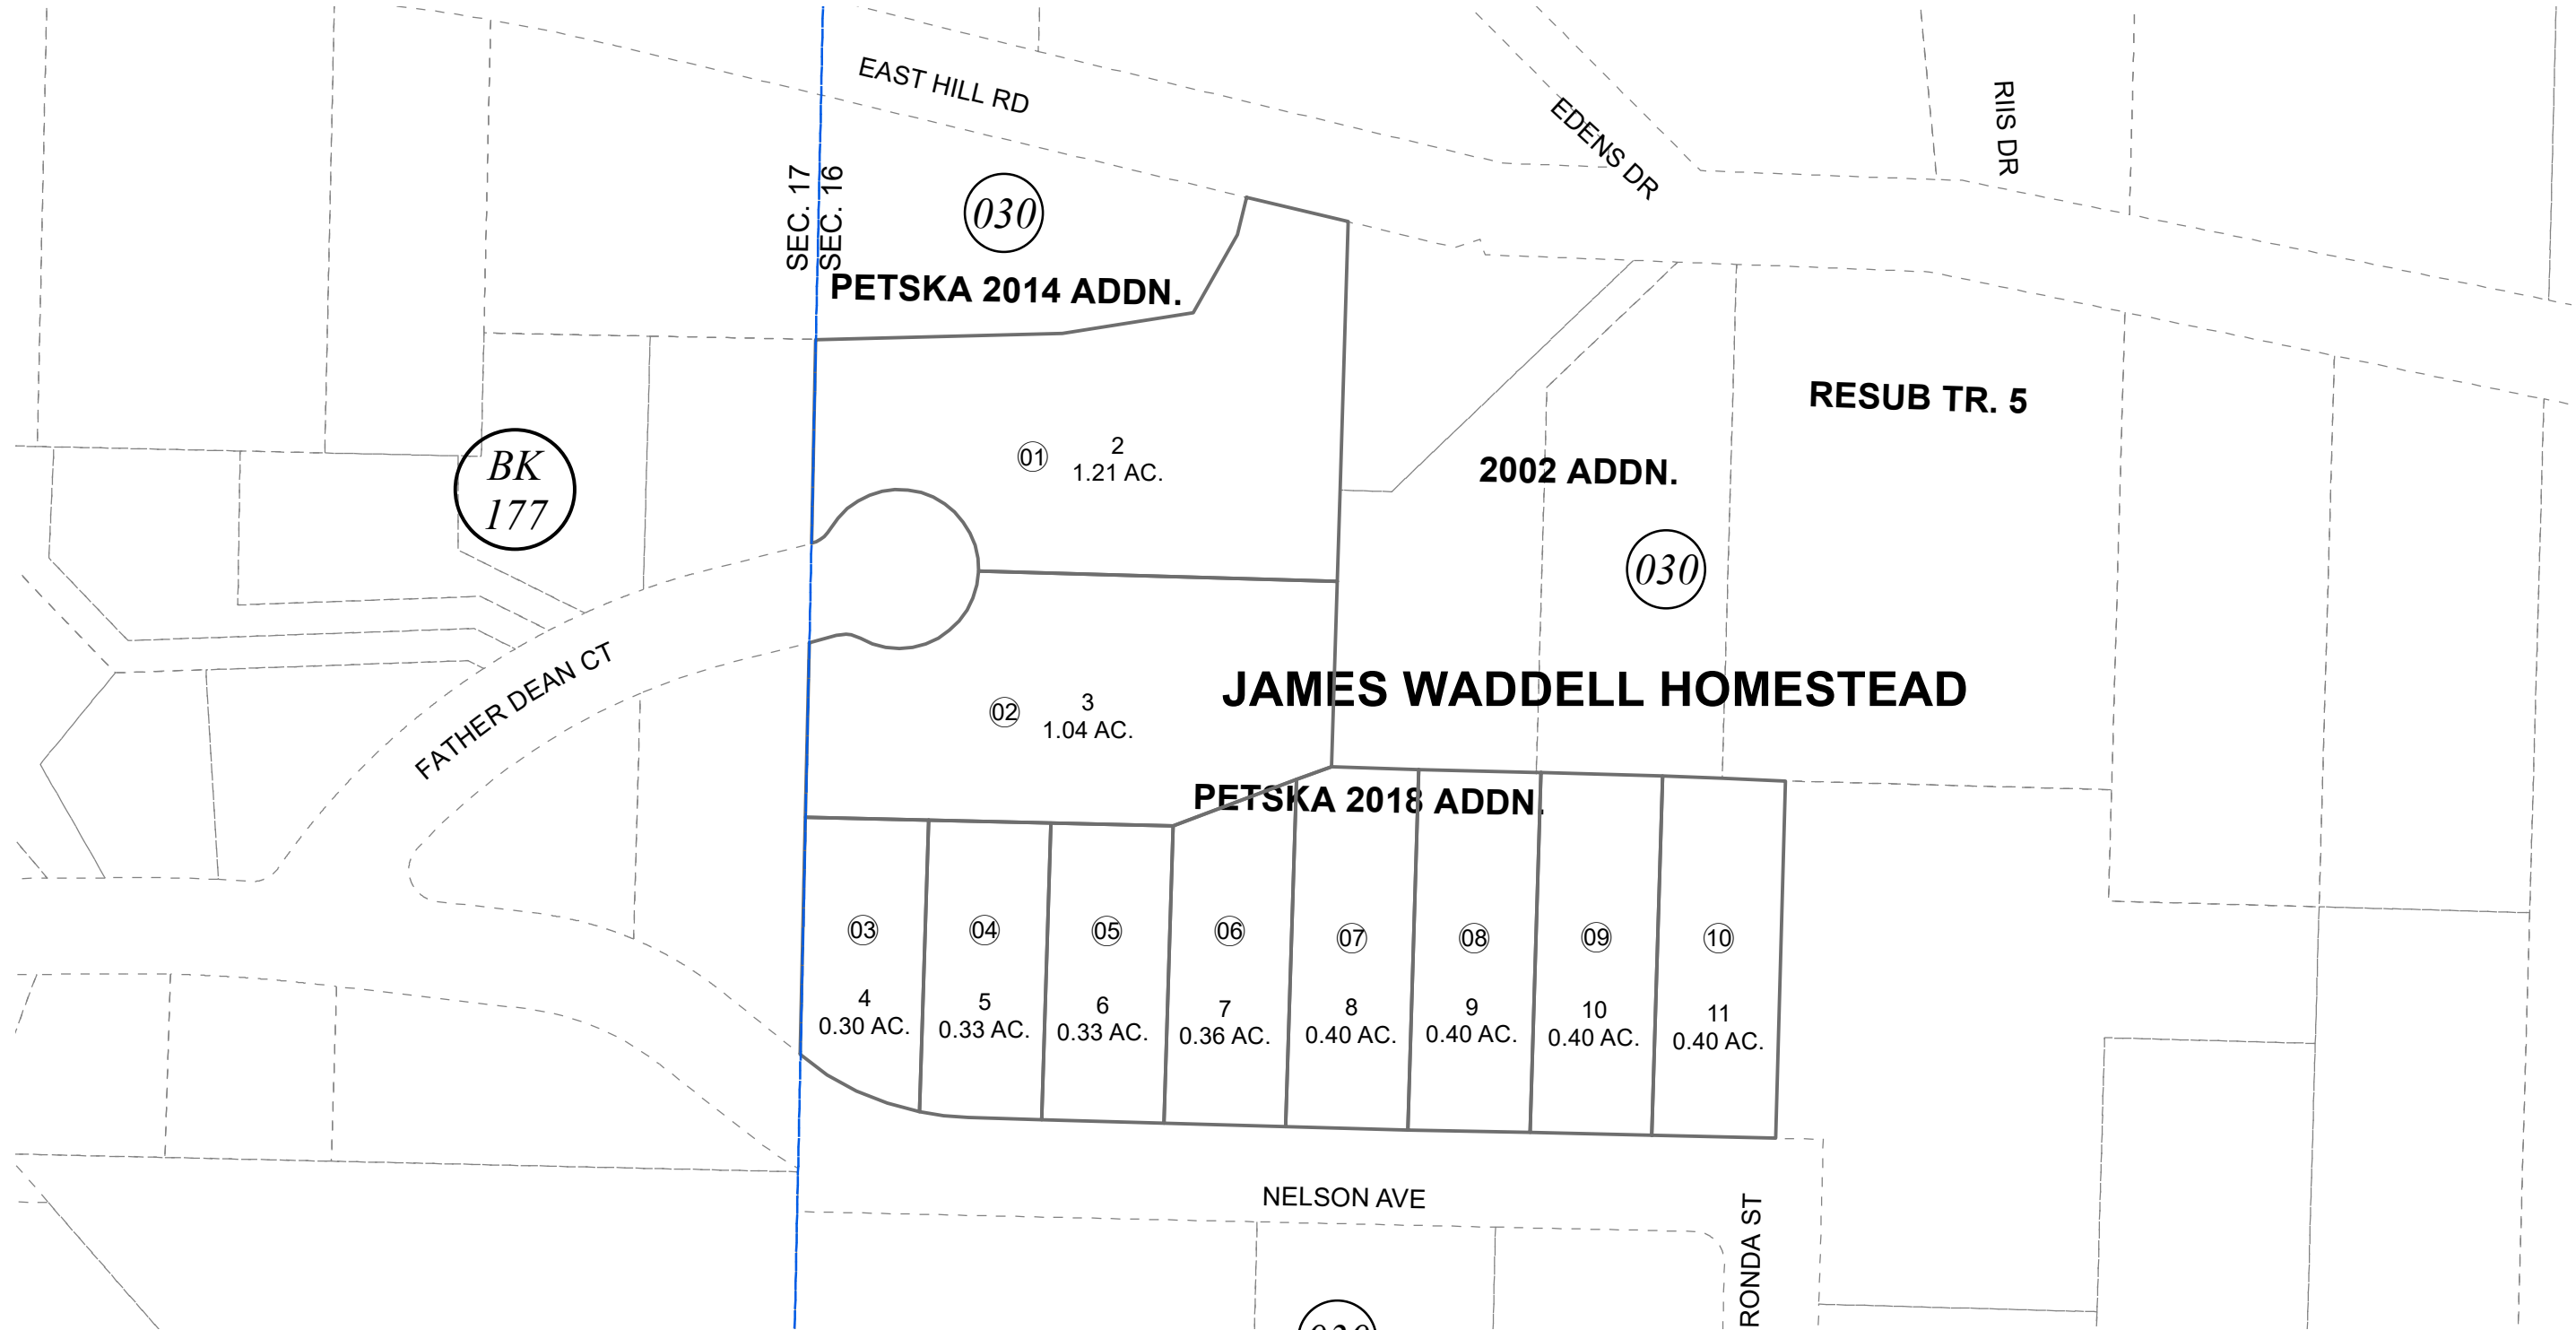 EAST HILL RD
EDENS DR
RIIS DR
SEC. 17
SEC. 16
030
PETSKA 2014 ADDN.
RESUB TR. 5
BK
177
01
2
1.21 AC.
2002 ADDN.
030
FATHER DEAN CT
02
3
1.04 AC.
JAMES WADDELL HOMESTEAD
PETSKA 2018 ADDN.
03
04
05
06
07
08
09
10
4
0.30 AC.
5
0.33 AC.
6
0.33 AC.
7
0.36 AC.
8
0.40 AC.
9
0.40 AC.
10
0.40 AC.
11
0.40 AC.
NELSON AVE
RONDA ST